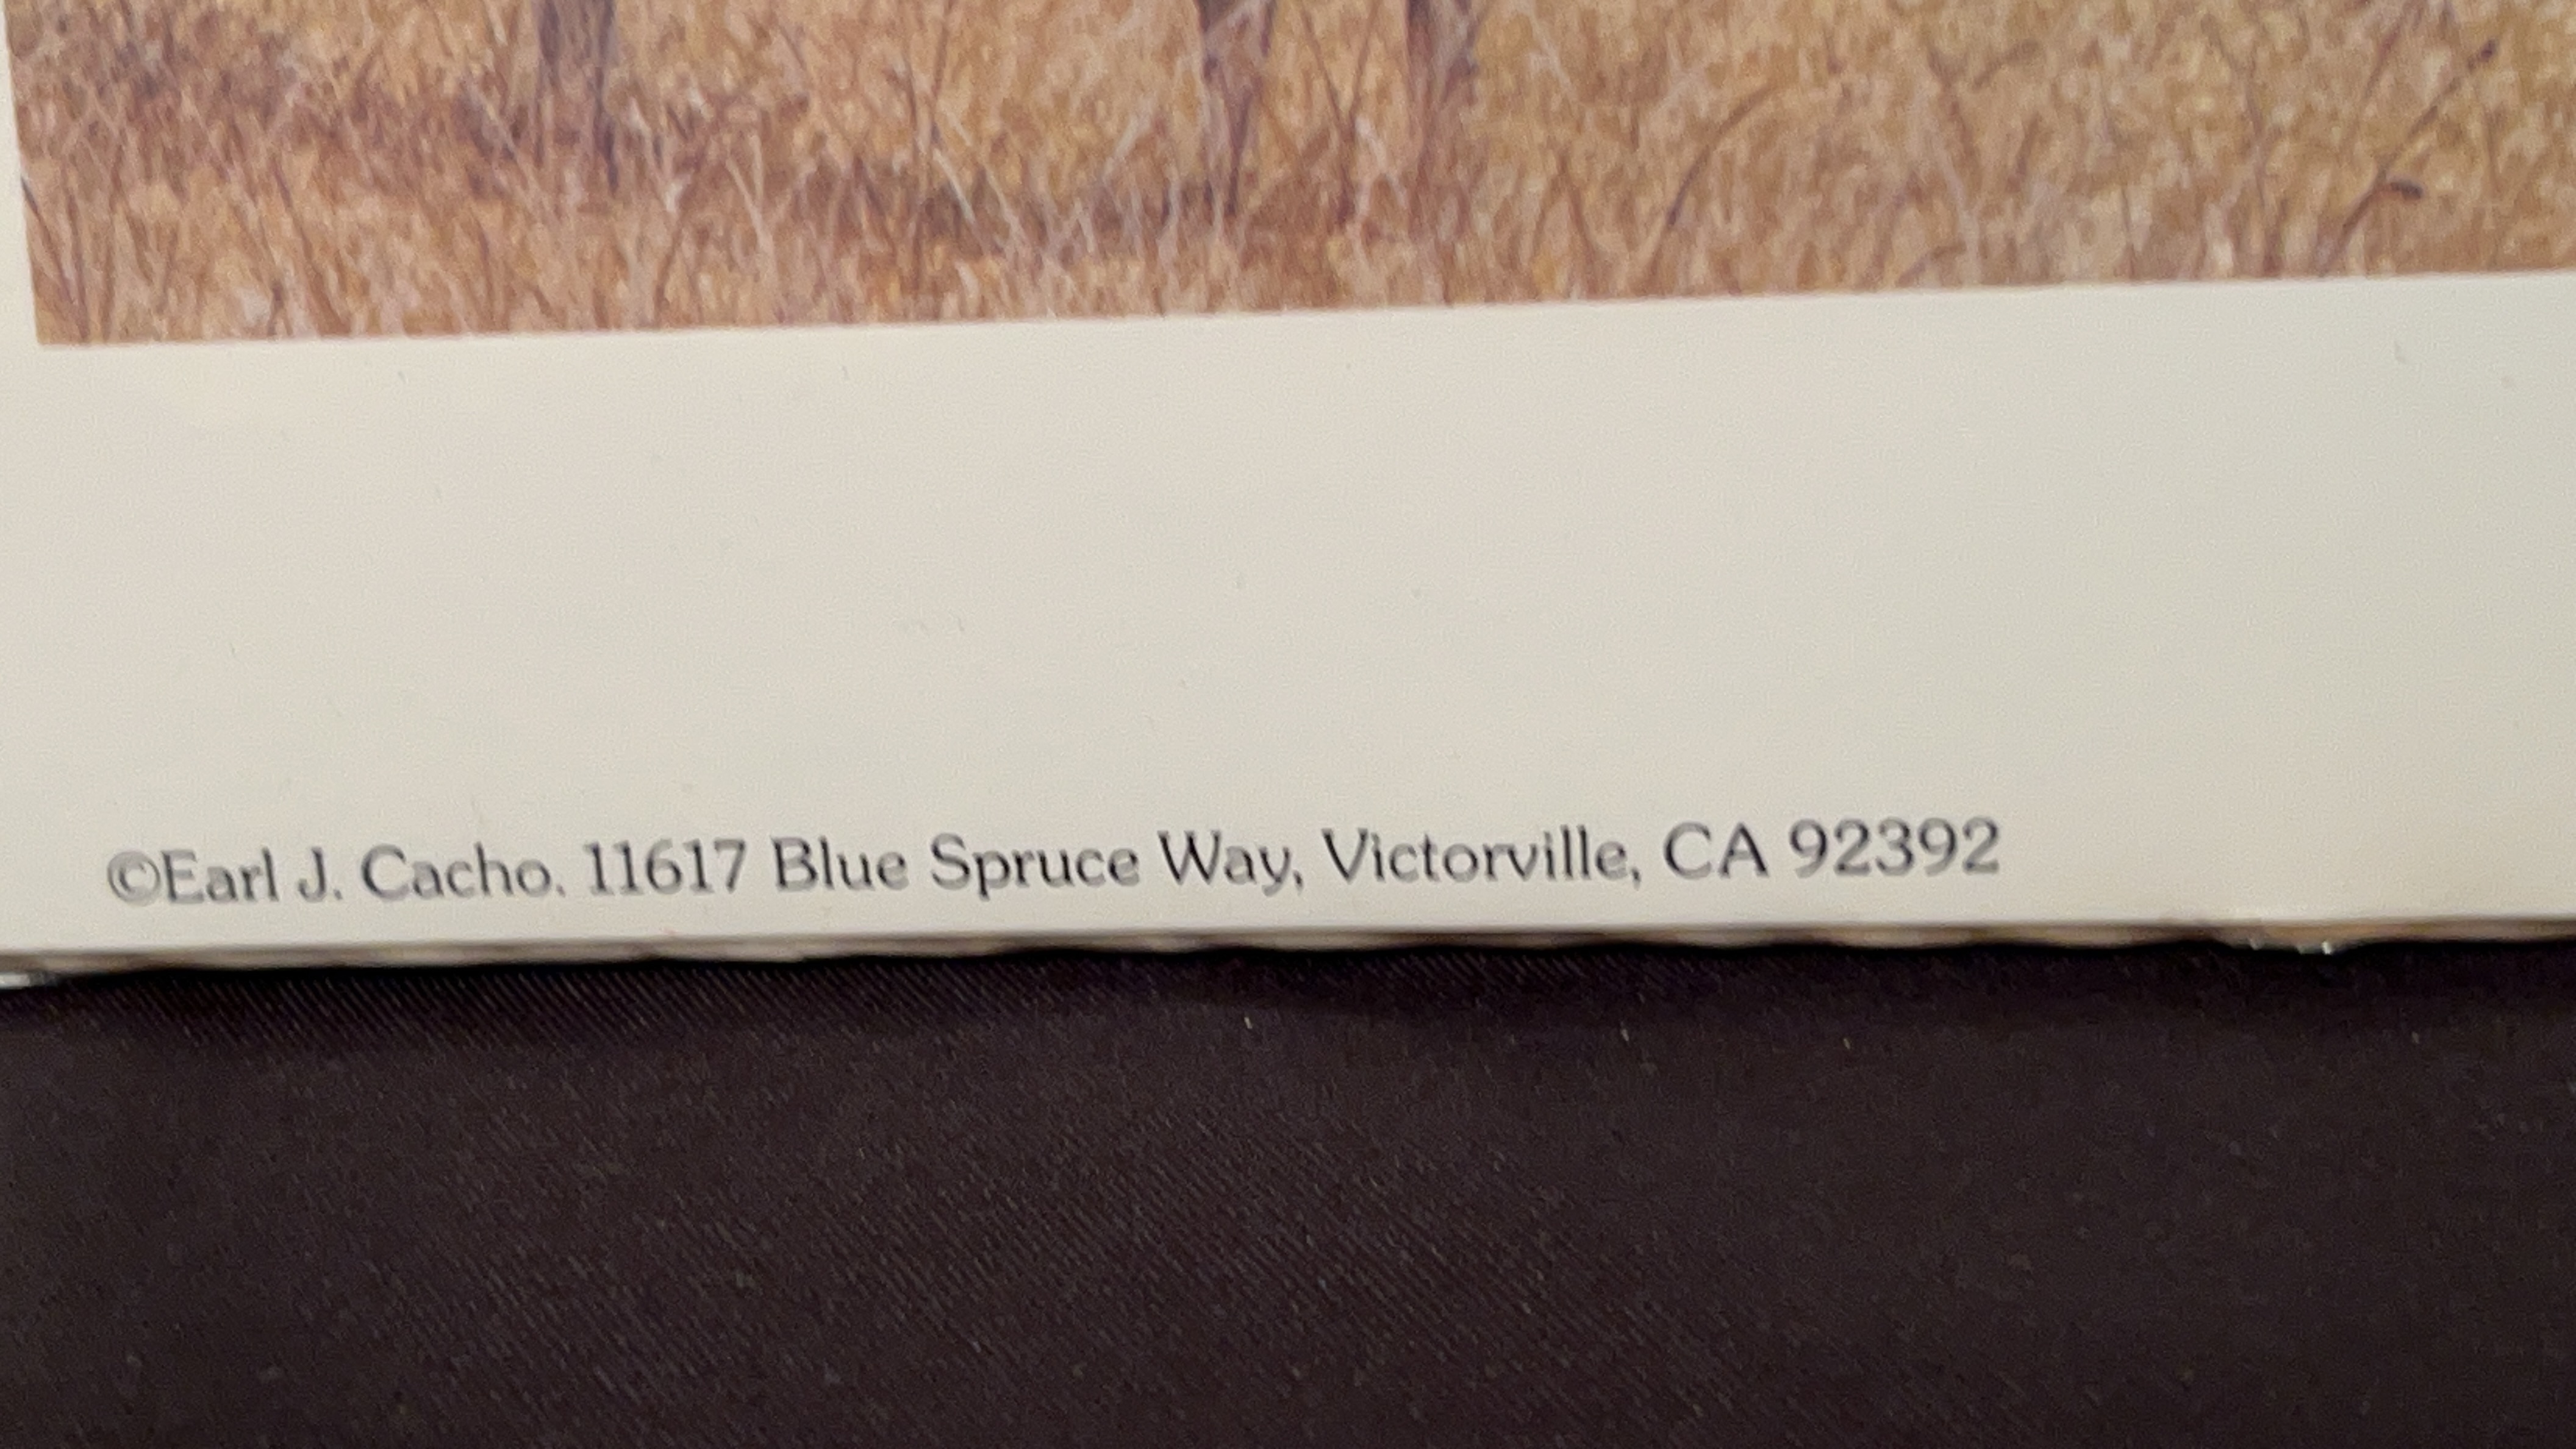 ©Earl J. Cacho. 11617 Blue Spruce Way, Victorville, CA 92392